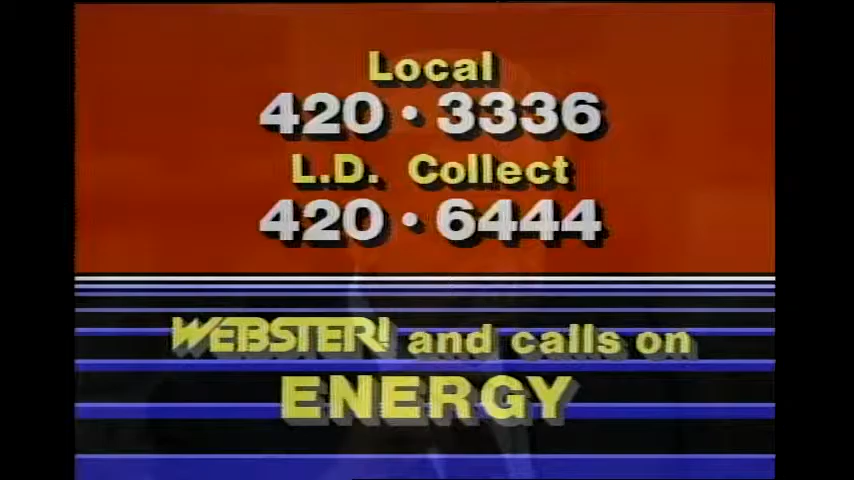 Local
420·3336
L.D. Collect
420·6444
WEBSTER! and calls on
ENERGY